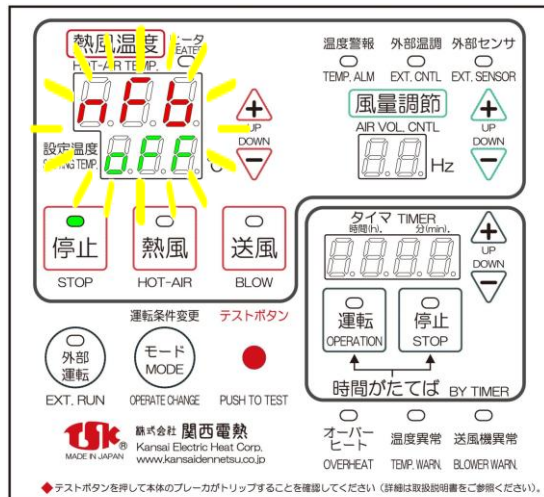 熱風温度 ヒータ
HOT-AIR TEMP. HEATER
nFb
設定温度
SETTING TEMP.
oFF
℃
UP
DOWN
停止
STOP
熱風
HOT-AIR
送風
BLOW
温度警報 外部温調 外部センサ
TEMP. ALM EXT. CNTL EXT. SENSOR
風量調節
AIR VOL. CNTL
8.8. Hz
UP
DOWN
タイマ TIMER
時間(h). 分(min).
8888
UP
DOWN
運転
OPERATION
停止
STOP
時間がたてば BY TIMER
外部
運転
EXT. RUN
運転条件変更
モード
MODE
OPERATE CHANGE
テストボタン
PUSH TO TEST
TSK®
MADE IN JAPAN
株式会社 関西電熱
Kansai Electric Heat Corp.
www.kansaidennetsu.co.jp
オーバー
ヒート
OVERHEAT
温度異常
TEMP. WARN.
送風機異常
BLOWER WARN.
◆テストボタンを押して本体のブレーカがトリップすることを確認してください(詳細は取扱説明書をご参照ください)。